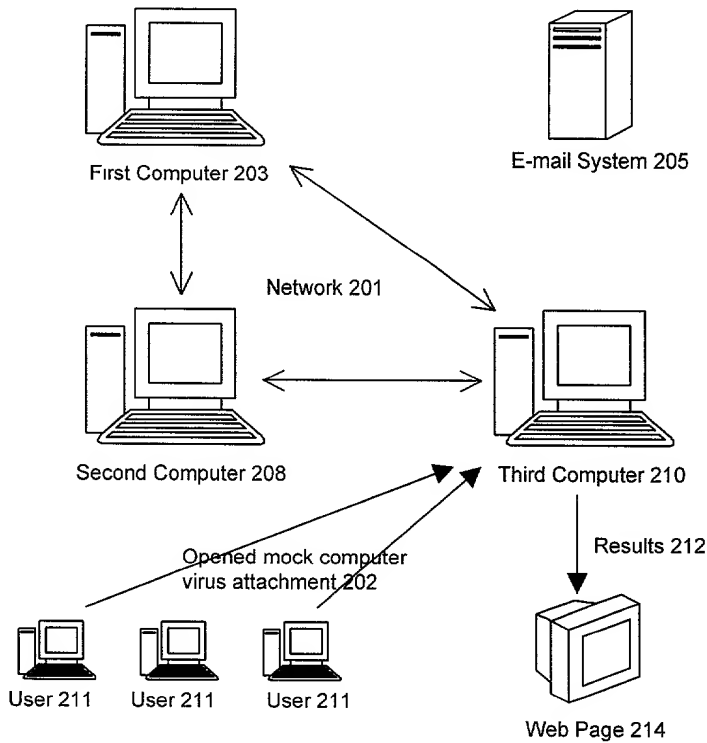 First Computer 203
E-mail System 205
Network 201
Second Computer 208
Third Computer 210
Opened mock computer
virus attachment 202
Results 212
User 211
User 211
User 211
Web Page 214